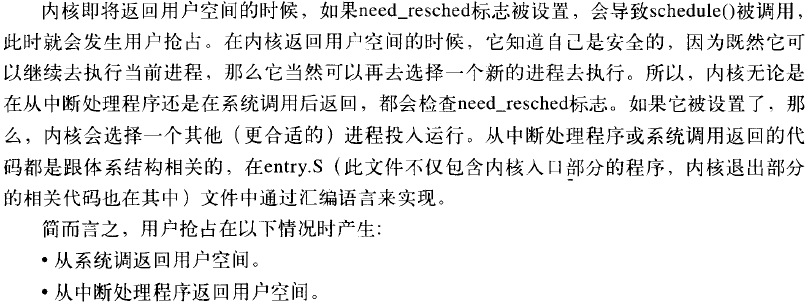 内核即将返回用户空间的时候，如果need_resched标志被设置，会导致schedule()被调用，
此时就会发生用户抢占。在内核返回用户空间的时候，它知道自己是安全的，因为既然它可
以继续去执行当前进程，那么它当然可以再去选择一个新的进程去执行。所以，内核无论是
在从中断处理程序还是在系统调用后返回，都会检查need_resched标志。如果它被设置了，那
么，内核会选择一个其他（更合适的）进程投入运行。从中断处理程序或系统调用返回的代
码都是跟体系结构相关的，在entry.S（此文件不仅包含内核入口部分的程序，内核退出部分
的相关代码也在其中）文件中通过汇编语言来实现。
简而言之，用户抢占在以下情况时产生：
• 从系统调返回用户空间。
• 从中断处理程序返回用户空间。